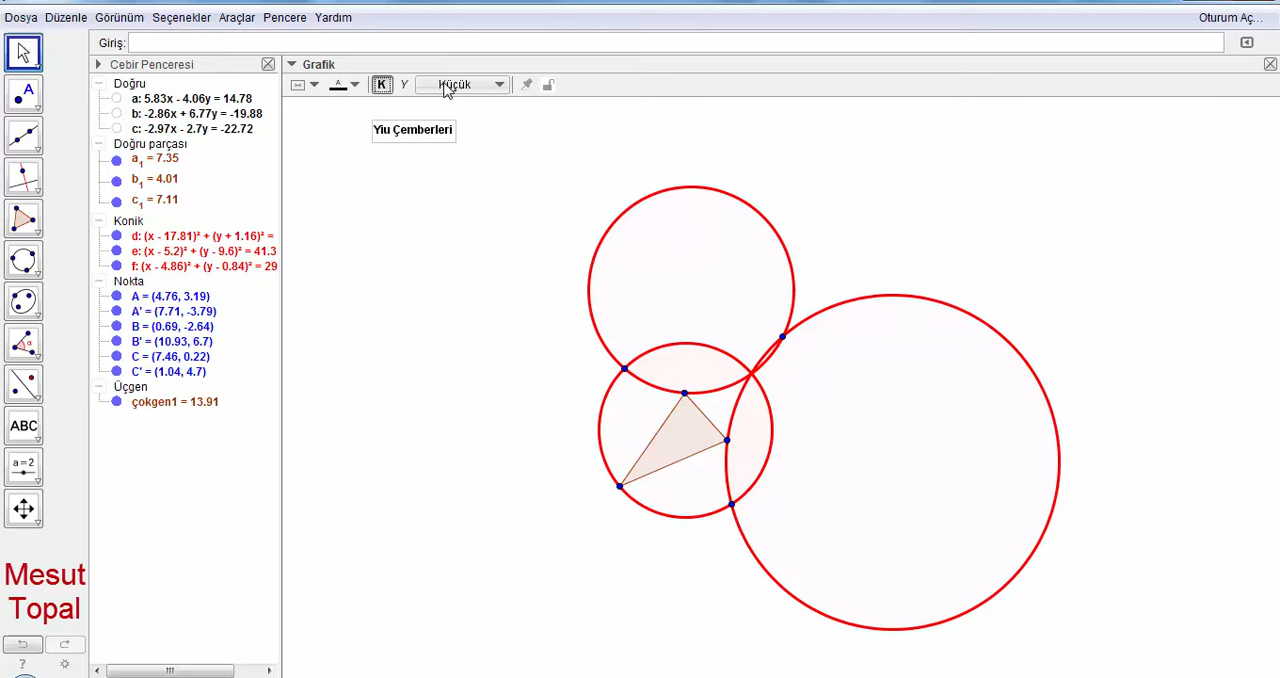 Dosya Düzenle Görünüm Seçenekler Araçlar Pencere Yardım Oturum Aç...
Giriş:
Cebir Penceresi
Grafik
A K Y Küçük
Doğru
a: 5.83x - 4.06y = 14.78
b: -2.86x + 6.77y = -19.88
c: -2.97x - 2.7y = -22.72
Doğru parçası
a1 = 7.35
b1 = 4.01
c1 = 7.11
Konik
d: (x - 17.81)² + (y + 1.16)² =
e: (x - 5.2)² + (y - 9.6)² = 41.3
f: (x - 4.86)² + (y - 0.84)² = 29
Nokta
A = (4.76, 3.19)
A' = (7.71, -3.79)
B = (0.69, -2.64)
B' = (10.93, 6.7)
C = (7.46, 0.22)
C' = (1.04, 4.7)
Üçgen
çokgen1 = 13.91
Yiu Çemberleri
A
α
ABC
a=2
Mesut
Topal
?